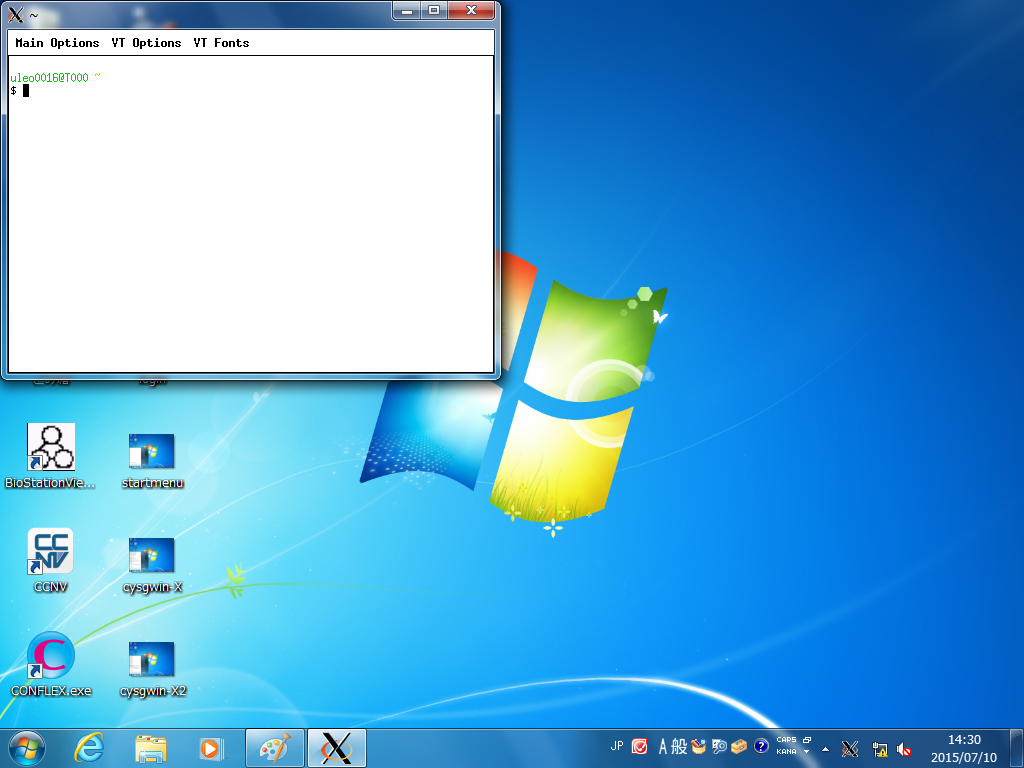 ~
Main Options VT Options VT Fonts
uleo0016@T000 ~
$
BioStationVie...
startmenu
CCNV
cysgwin-X
CONFLEX.exe
cysgwin-X2
JP
A 般
CAPS
KANA
14:30
2015/07/10